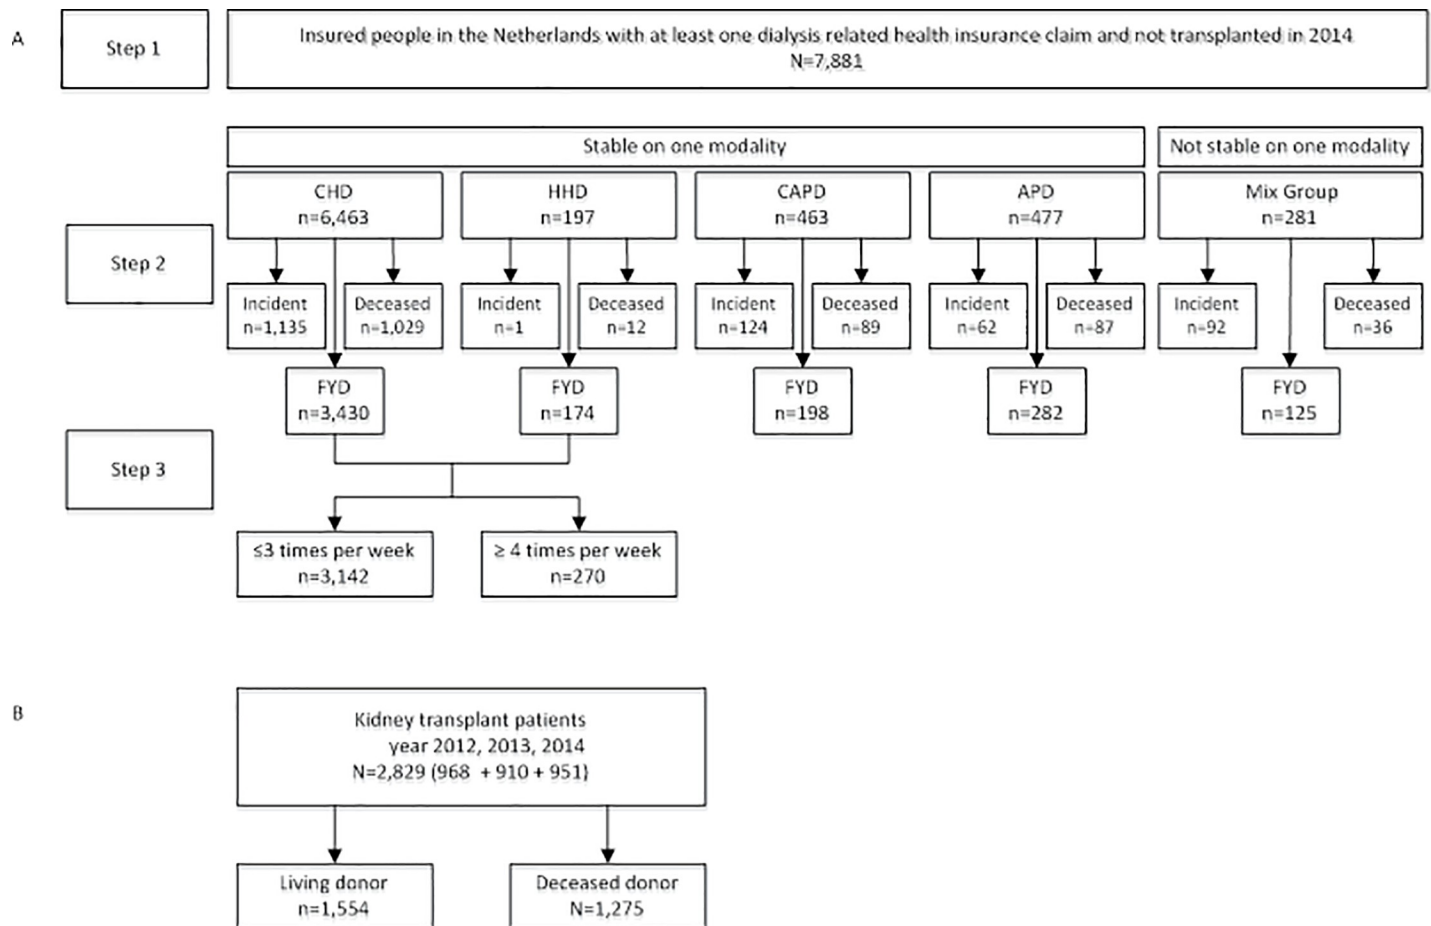 A
Step 1
Insured people in the Netherlands with at least one dialysis related health insurance claim and not transplanted in 2014
N=7,881
Stable on one modality
Not stable on one modality
CHD
n=6,463
HHD
n=197
CAPD
n=463
APD
n=477
Mix Group
n=281
Step 2
Incident
n=1,135
Deceased
n=1,029
Incident
n=1
Deceased
n=12
Incident
n=124
Deceased
n=89
Incident
n=62
Deceased
n=87
Incident
n=92
Deceased
n=36
FYD
n=3,430
FYD
n=174
FYD
n=198
FYD
n=282
FYD
n=125
Step 3
≤3 times per week
n=3,142
≥ 4 times per week
n=270
B
Kidney transplant patients
year 2012, 2013, 2014
N=2,829 (968 + 910 + 951)
Living donor
n=1,554
Deceased donor
N=1,275